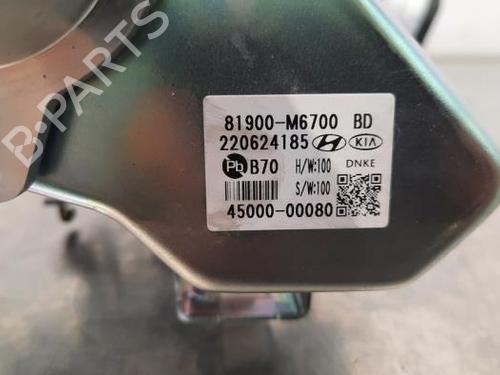 81900-M6700 BD
220624185 KIA
Pb B70 H/W:100 DNKE
S/W:100
45000-00080
B-PARTS